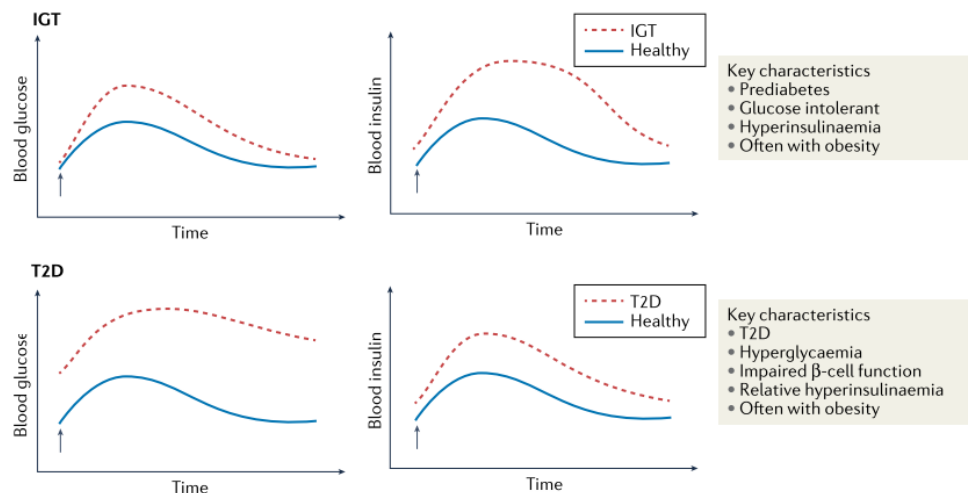 IGT
Blood glucose
Time
Blood insulin
Time
IGT
Healthy
Key characteristics
• Prediabetes
• Glucose intolerant
• Hyperinsulinaemia
• Often with obesity
T2D
Blood glucose
Time
Blood insulin
Time
T2D
Healthy
Key characteristics
• T2D
• Hyperglycaemia
• Impaired β-cell function
• Relative hyperinsulinaemia
• Often with obesity